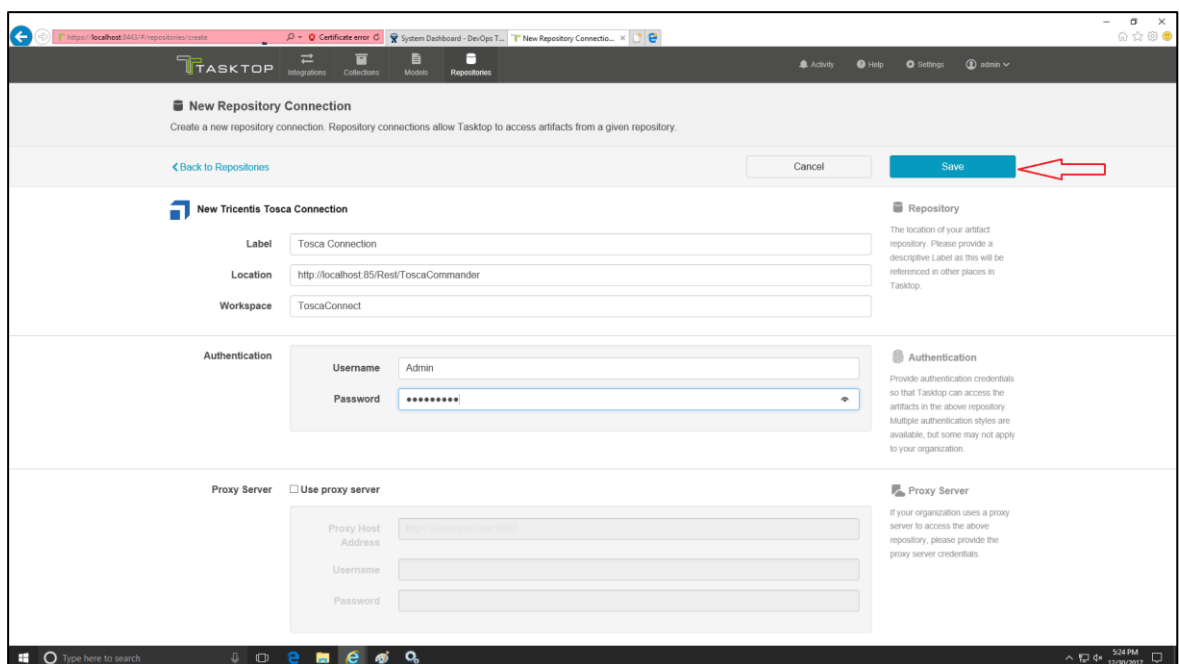 https://localhost:8443/#/repositories/create
Certificate error
System Dashboard - DevOps T...
New Repository Connectio...
TASKTOP
Integrations
Collections
Models
Repositories
Activity
Help
Settings
admin
New Repository Connection
Create a new repository connection. Repository connections allow Tasktop to access artifacts from a given repository.
Back to Repositories
Cancel
Save
New Tricentis Tosca Connection
Label
Tosca Connection
Location
http://localhost:85/Rest/ToscaCommander
Workspace
ToscaConnect
Repository
The location of your artifact
repository. Please provide a
descriptive Label as this will be
referenced in other places in
Tasktop.
Authentication
Username
Admin
Password
•••••••••
Authentication
Provide authentication credentials
so that Tasktop can access the
artifacts in the above repository.
Multiple authentication styles are
available, but some may not apply
to your organization.
Proxy Server
Use proxy server
Proxy Host
Address
Username
Password
Proxy Server
If your organization uses a proxy
server to access the above
repository, please provide the
proxy server credentials.
Type here to search
5:24 PM
12/30/2017